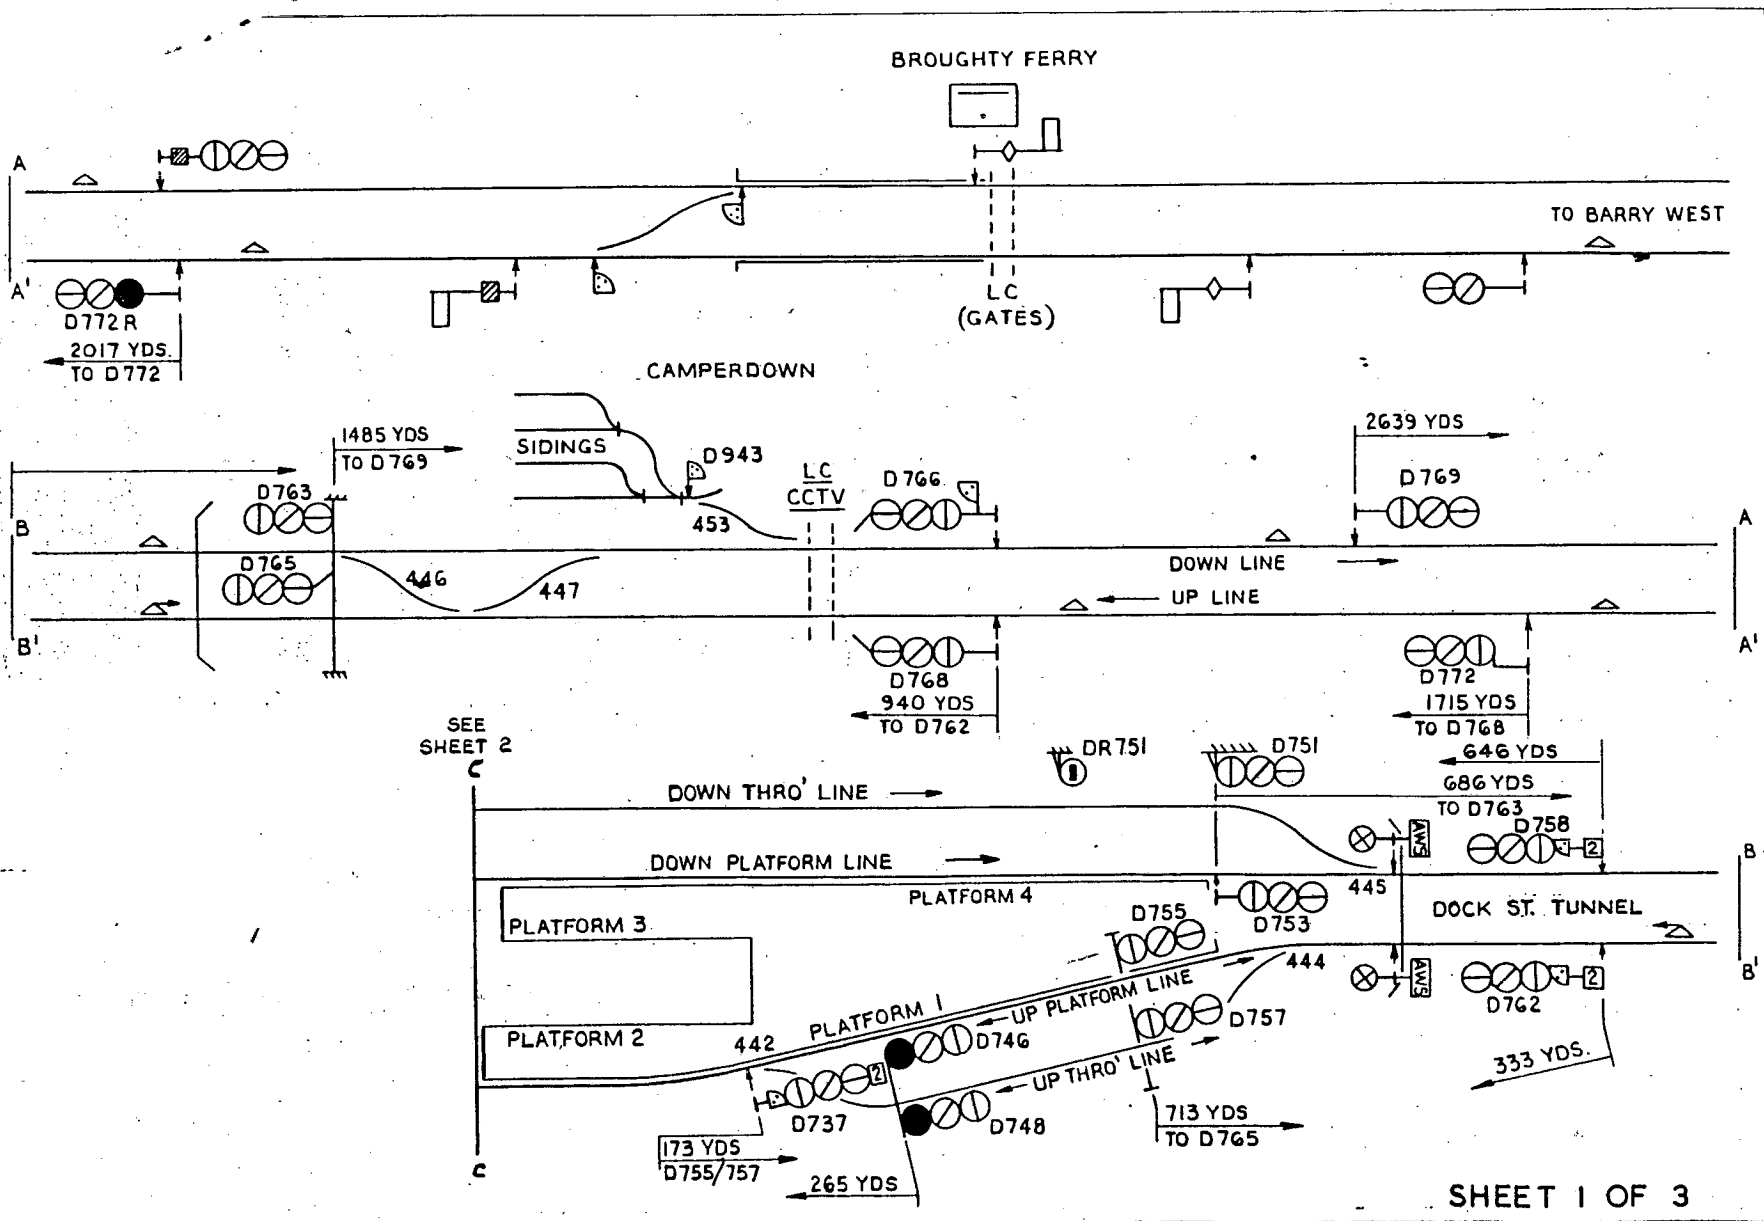 BROUGHTY FERRY
A
TO BARRY WEST
A'
D772R
LC
(GATES)
2017 YDS.
TO D772
CAMPERDOWN
1485 YDS
TO D769
SIDINGS
D943
LC
CCTV
D766
2639 YDS
D769
D763
B
453
A
D765
446
447
DOWN LINE
UP LINE
B'
A'
D768
D772
940 YDS
TO D762
1715 YDS
TO D768
SEE
SHEET 2
C
DR751
D751
646 YDS
686 YDS
TO D763
DOWN THRO' LINE
D758
AWS
2
B
DOWN PLATFORM LINE
445
PLATFORM 4
D753
DOCK ST. TUNNEL
PLATFORM 3
D755
444
UP PLATFORM LINE
AWS
2
D762
B'
PLATFORM 1
D757
PLATFORM 2
442
D746
UP THRO' LINE
333 YDS.
2
D737
D748
713 YDS
TO D765
173 YDS
D755/757
C
265 YDS
SHEET 1 OF 3